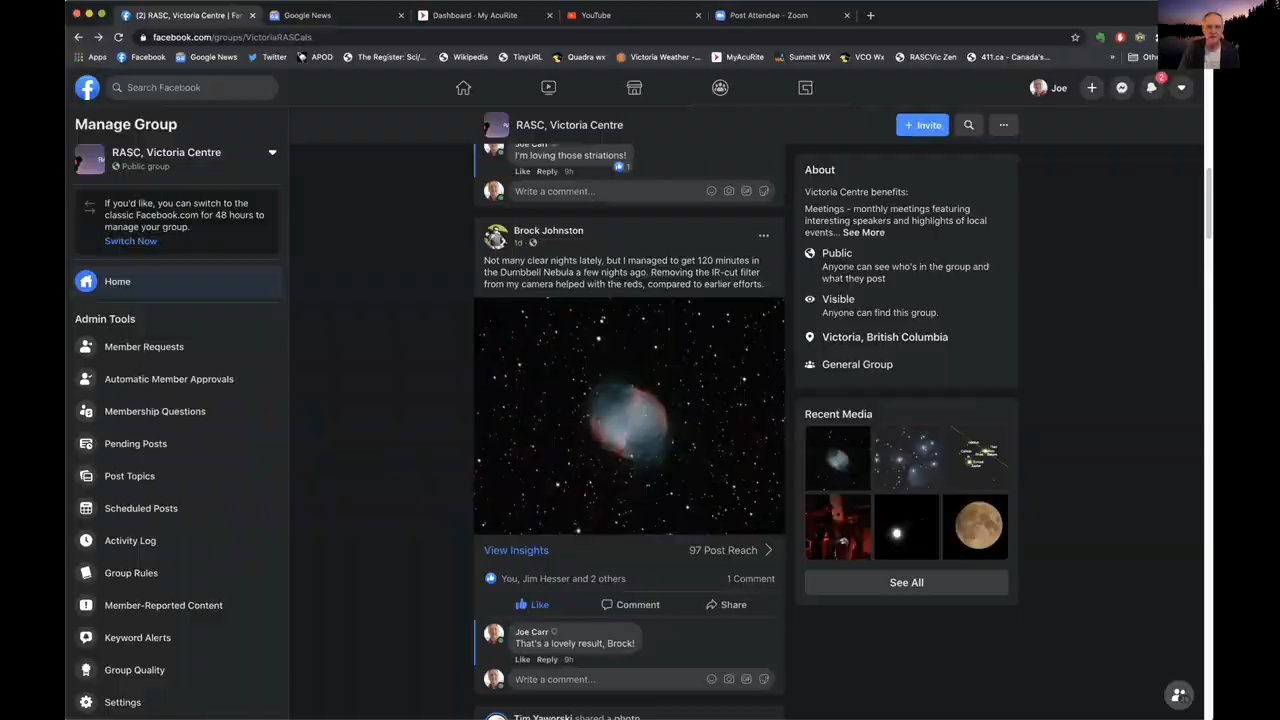 (2) RASC, Victoria Centre | Fa
Google News
Dashboard - My AcuRite
YouTube
Post Attendee - Zoom
facebook.com/groups/VictoriaRASCals
Apps
Facebook
Google News
Twitter
APOD
The Register: Sci/...
Wikipedia
TinyURL
Quadra wx
Victoria Weather -...
MyAcuRite
Summit WX
VCO Wx
RASCVic Zen
411.ca - Canada's...
»
Search Facebook
Joe
2
Manage Group
RASC, Victoria Centre
Public group
If you'd like, you can switch to the
classic Facebook.com for 48 hours to
manage your group.
Switch Now
Home
Admin Tools
Member Requests
Automatic Member Approvals
Membership Questions
Pending Posts
Post Topics
Scheduled Posts
Activity Log
Group Rules
Member-Reported Content
Keyword Alerts
Group Quality
Settings
RASC, Victoria Centre
+ Invite
Joe Carr
I'm loving those striations!
1
Like Reply 9h
Write a comment...
Brock Johnston
1d
Not many clear nights lately, but I managed to get 120 minutes in
the Dumbbell Nebula a few nights ago. Removing the IR-cut filter
from my camera helped with the reds, compared to earlier efforts.
View Insights
97 Post Reach
You, Jim Hesser and 2 others
1 Comment
Like
Comment
Share
Joe Carr
That's a lovely result, Brock!
Like Reply 9h
Write a comment...
Tim Yaworski shared a photo
About
Victoria Centre benefits:
Meetings - monthly meetings featuring
interesting speakers and highlights of local
events... See More
Public
Anyone can see who's in the group and
what they post
Visible
Anyone can find this group.
Victoria, British Columbia
General Group
Recent Media
See All